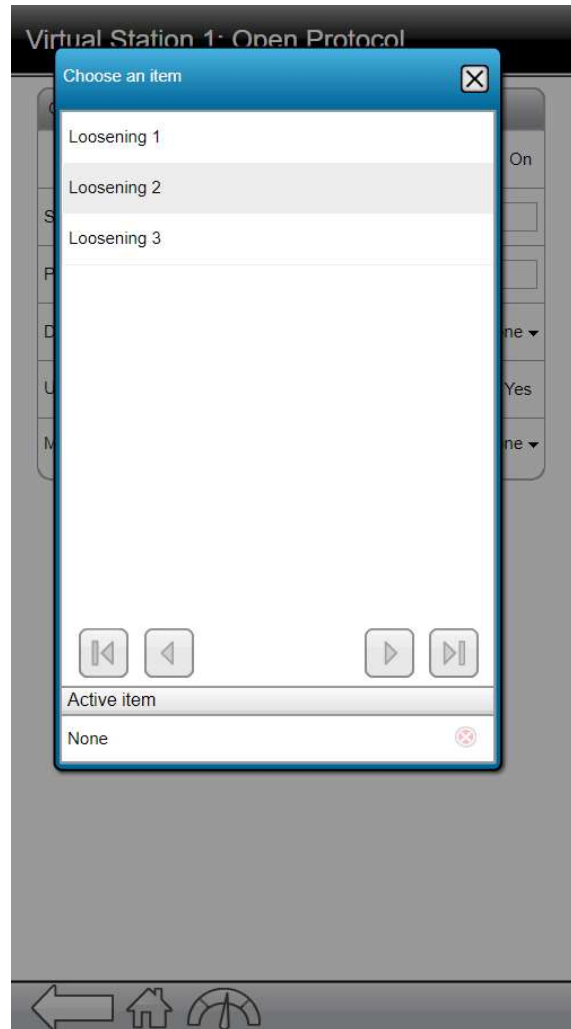 Virtual Station 1: Open Protocol
Choose an item
Loosening 1
On
Loosening 2
S
Loosening 3
P
D
ne
U
Yes
M
ne
Active item
None